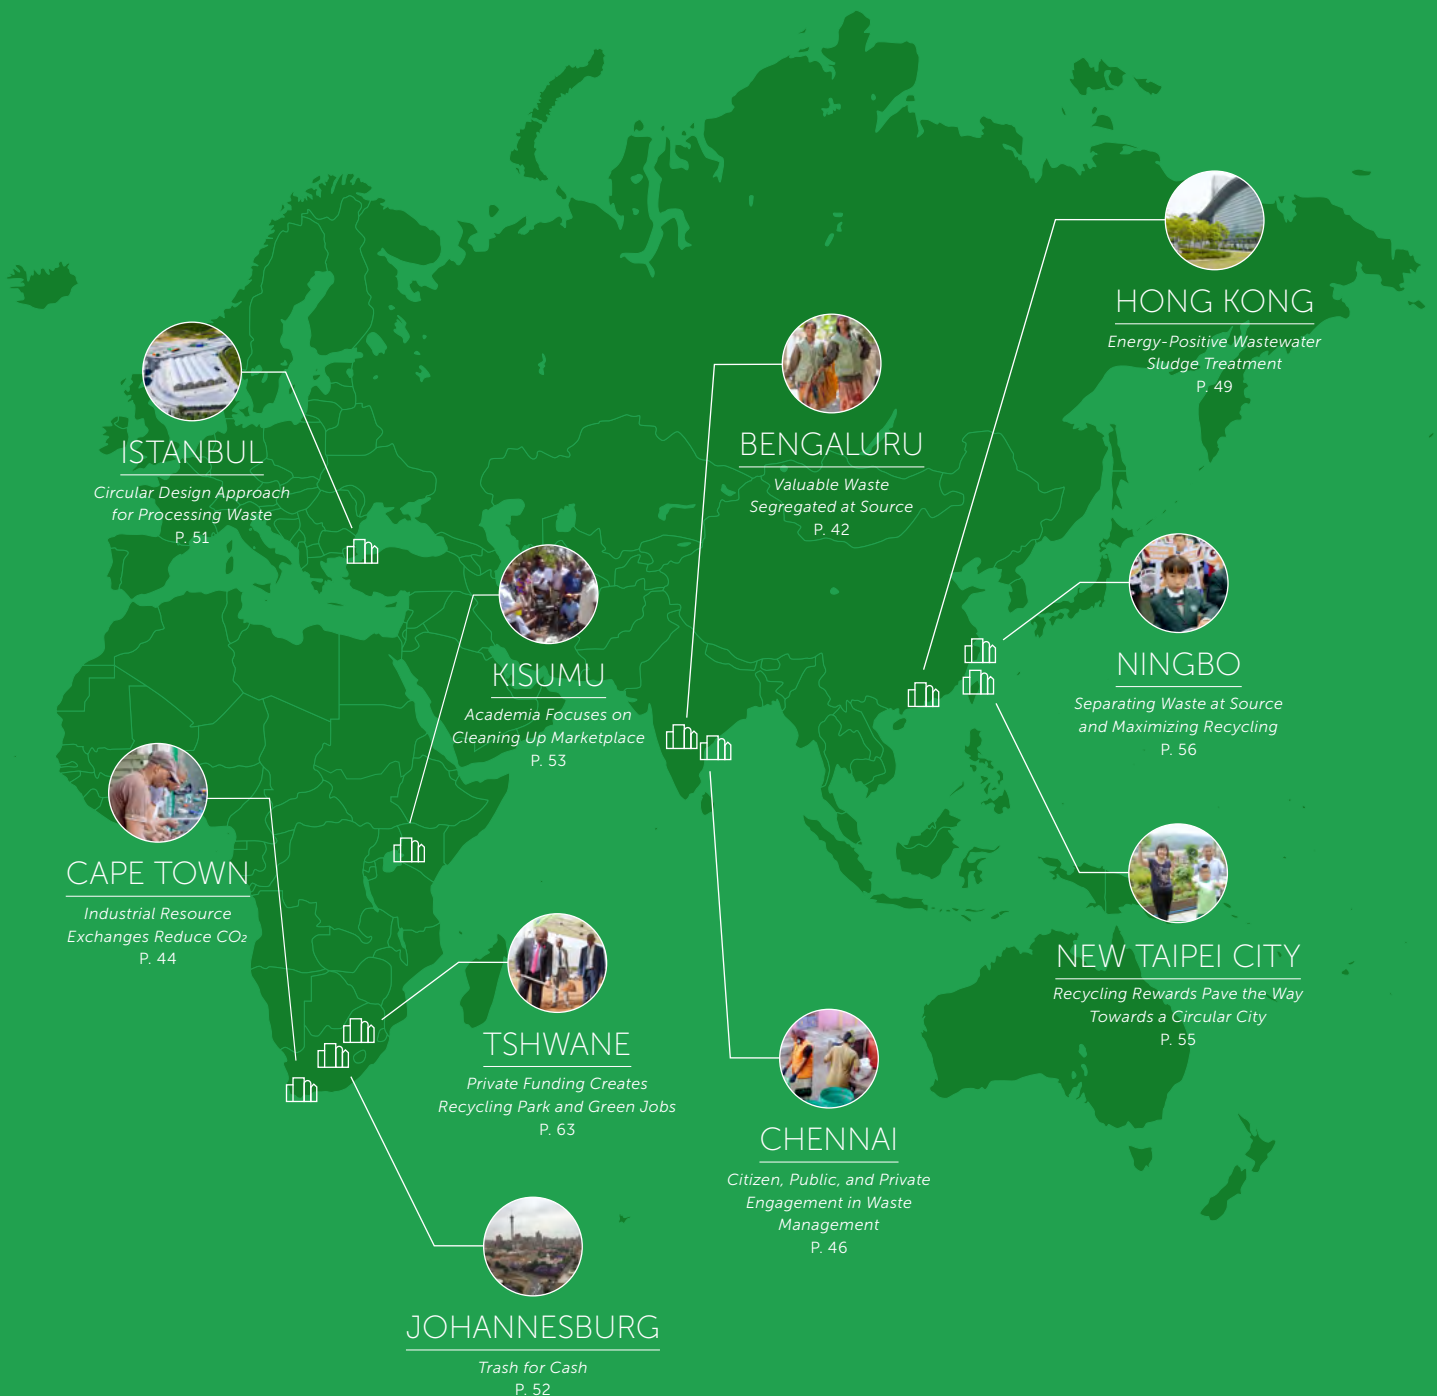 HONG KONG
Energy-Positive Wastewater
Sludge Treatment
P. 49
ISTANBUL
Circular Design Approach
for Processing Waste
P. 51
BENGALURU
Valuable Waste
Segregated at Source
P. 42
KISUMU
Academia Focuses on
Cleaning Up Marketplace
P. 53
NINGBO
Separating Waste at Source
and Maximizing Recycling
P. 56
CAPE TOWN
Industrial Resource
Exchanges Reduce CO₂
P. 44
NEW TAIPEI CITY
Recycling Rewards Pave the Way
Towards a Circular City
P. 55
TSHWANE
Private Funding Creates
Recycling Park and Green Jobs
P. 63
CHENNAI
Citizen, Public, and Private
Engagement in Waste
Management
P. 46
JOHANNESBURG
Trash for Cash
P. 52